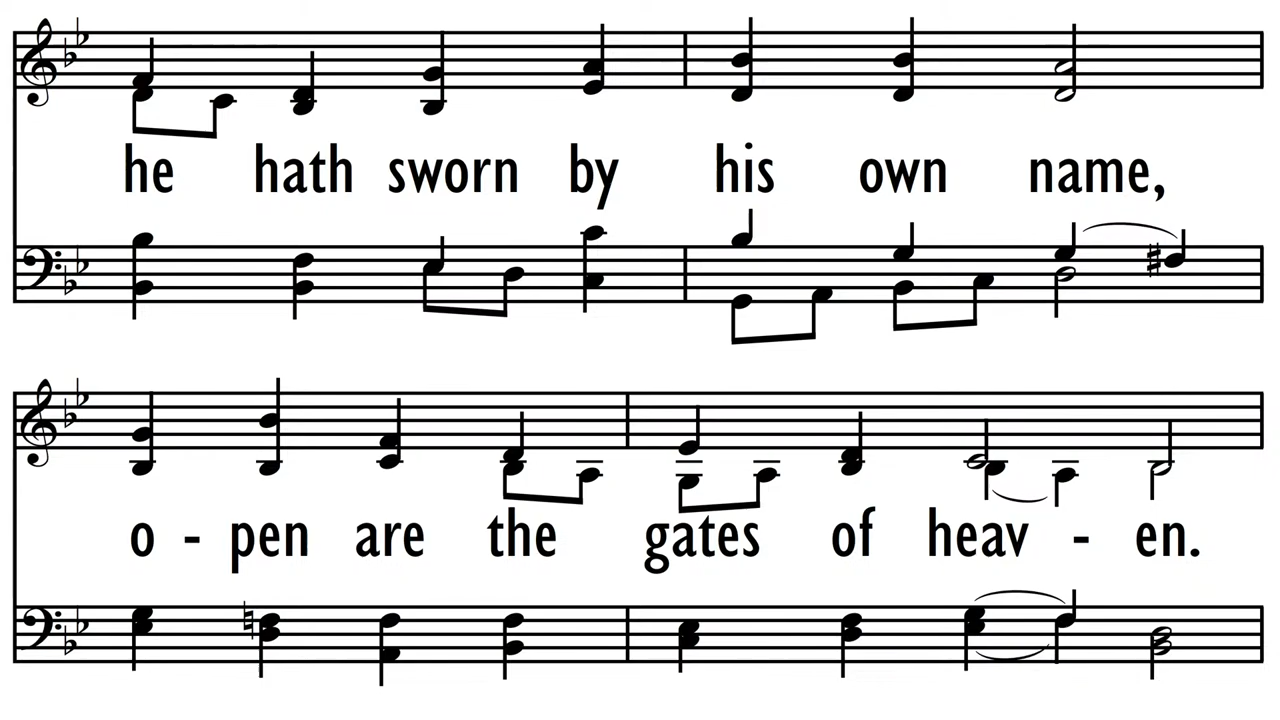 he hath sworn by his own name,
o - pen are the gates of heav - en.